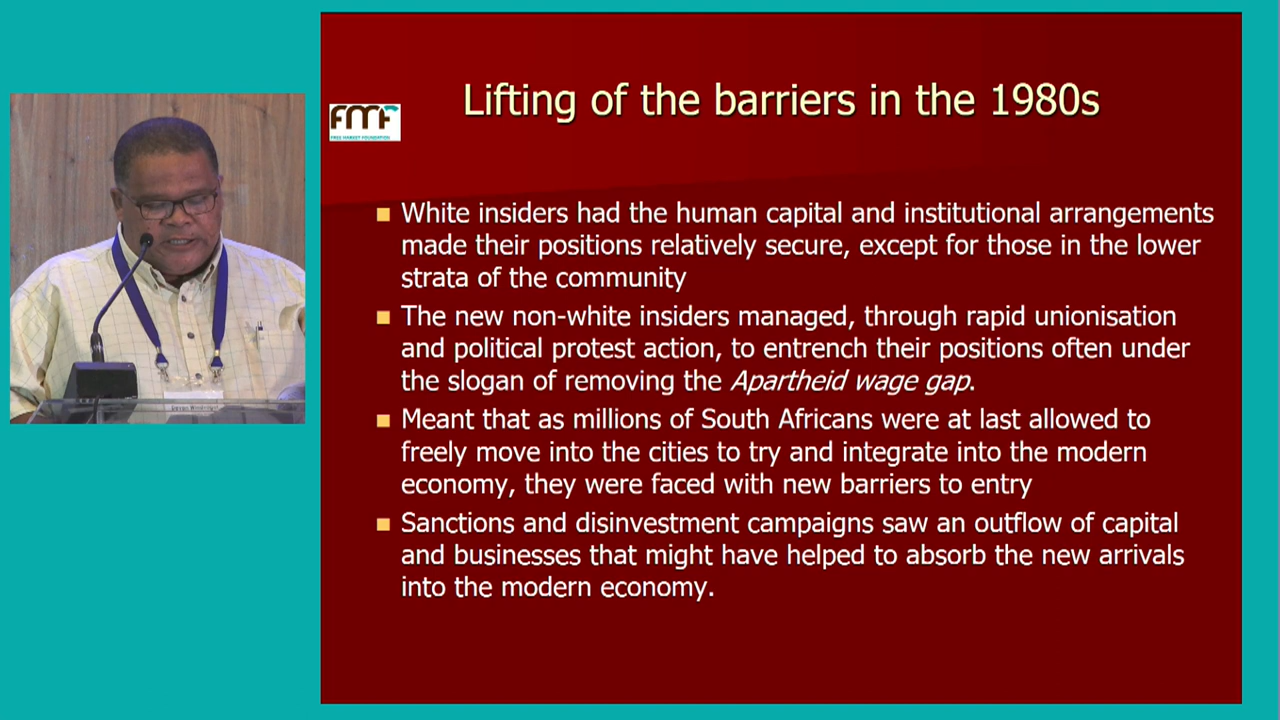 Lifting of the barriers in the 1980s
FMF
FREE MARKET FOUNDATION
White insiders had the human capital and institutional arrangements
made their positions relatively secure, except for those in the lower
strata of the community
The new non-white insiders managed, through rapid unionisation
and political protest action, to entrench their positions often under
the slogan of removing the Apartheid wage gap.
Meant that as millions of South Africans were at last allowed to
freely move into the cities to try and integrate into the modern
economy, they were faced with new barriers to entry
Sanctions and disinvestment campaigns saw an outflow of capital
and businesses that might have helped to absorb the new arrivals
into the modern economy.